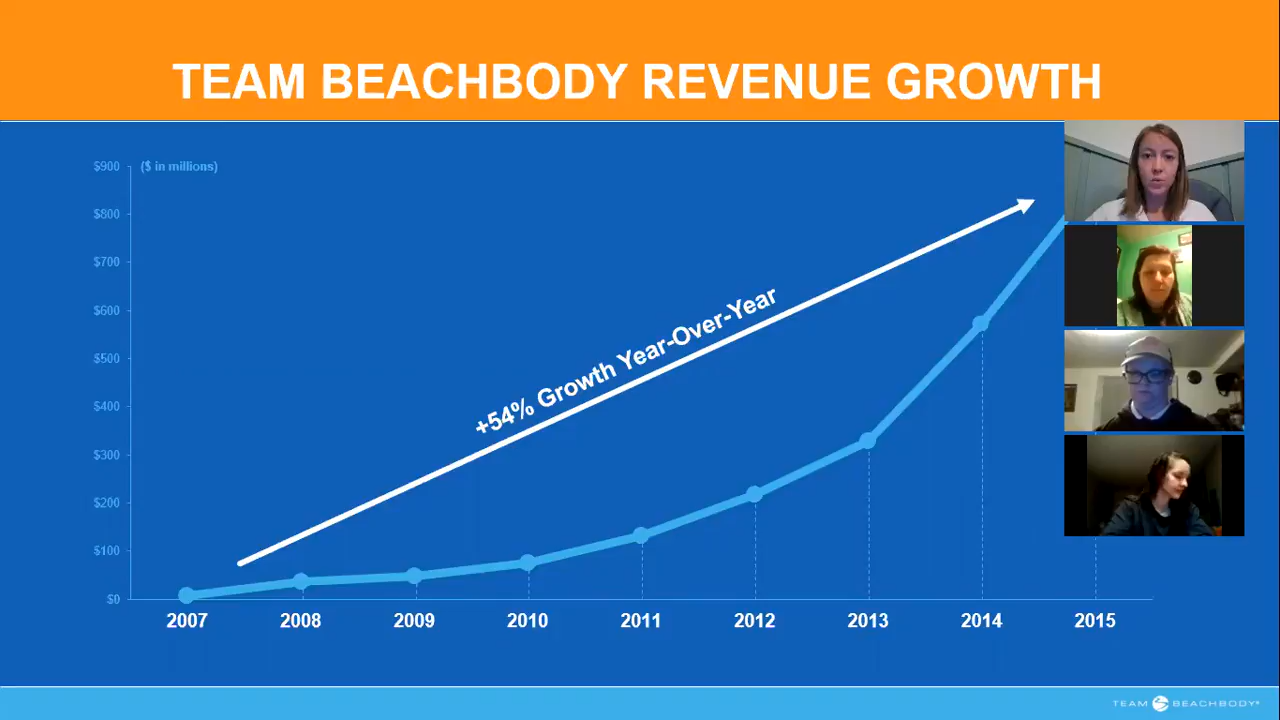 TEAM BEACHBODY REVENUE GROWTH
$900
($ in millions)
$800
$700
$600
$500
$400
$300
$200
$100
$0
+54% Growth Year-Over-Year
2007 2008 2009 2010 2011 2012 2013 2014 2015
TEAM BEACHBODY